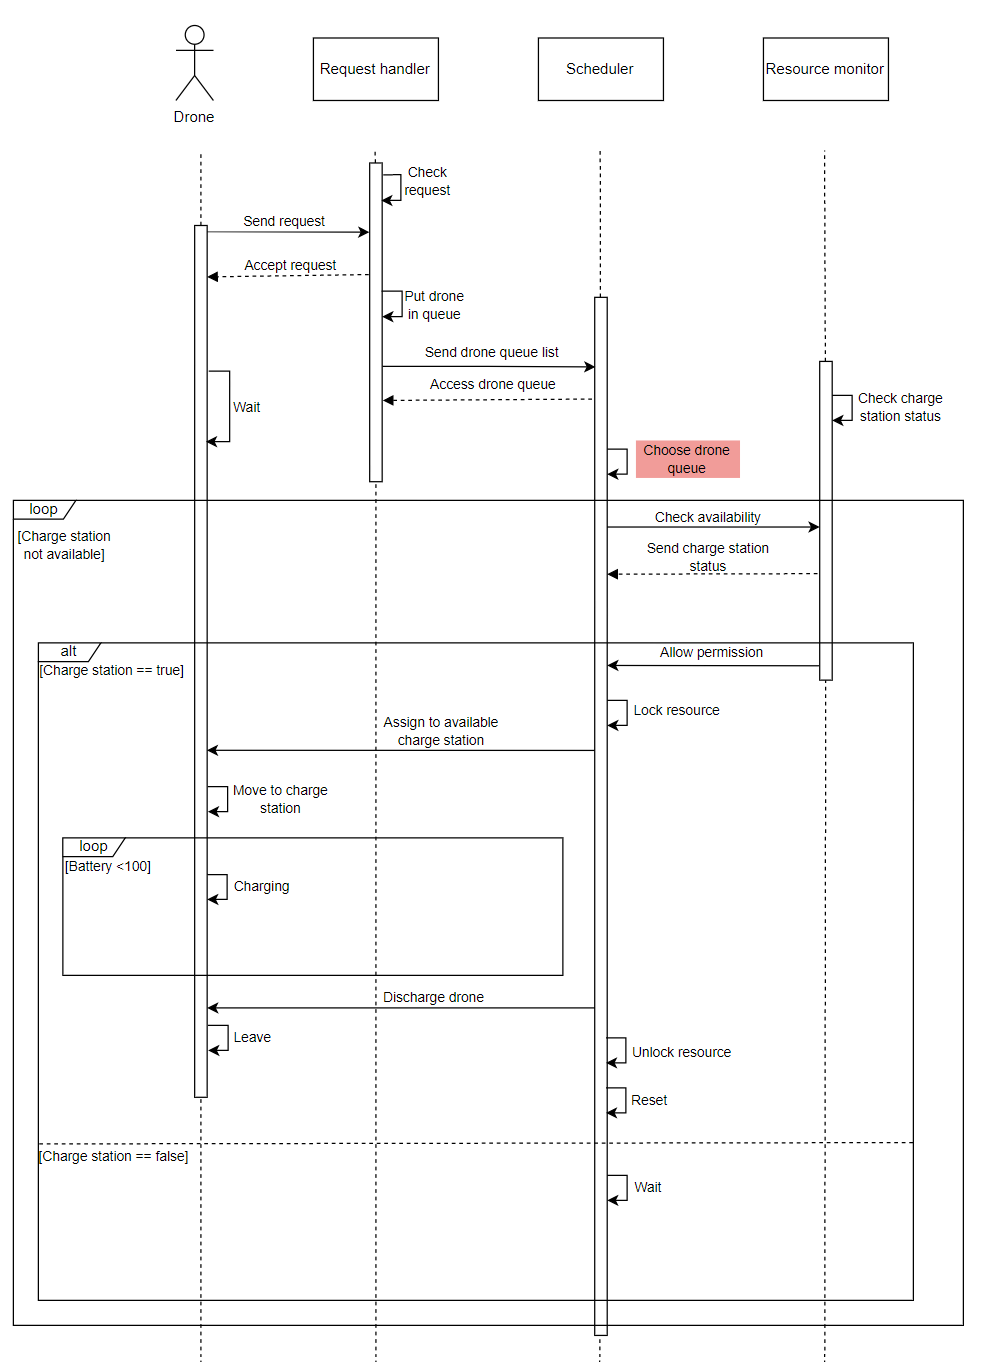 Drone
Request handler
Scheduler
Resource monitor
Check
request
Send request
Accept request
Put drone
in queue
Send drone queue list
Access drone queue
Wait
Check charge
station status
Choose drone
queue
loop
[Charge station
not available]
Check availability
Send charge station
status
alt
[Charge station == true]
Allow permission
Lock resource
Assign to available
charge station
Move to charge
station
loop
[Battery <100]
Charging
Discharge drone
Leave
Unlock resource
Reset
[Charge station == false]
Wait